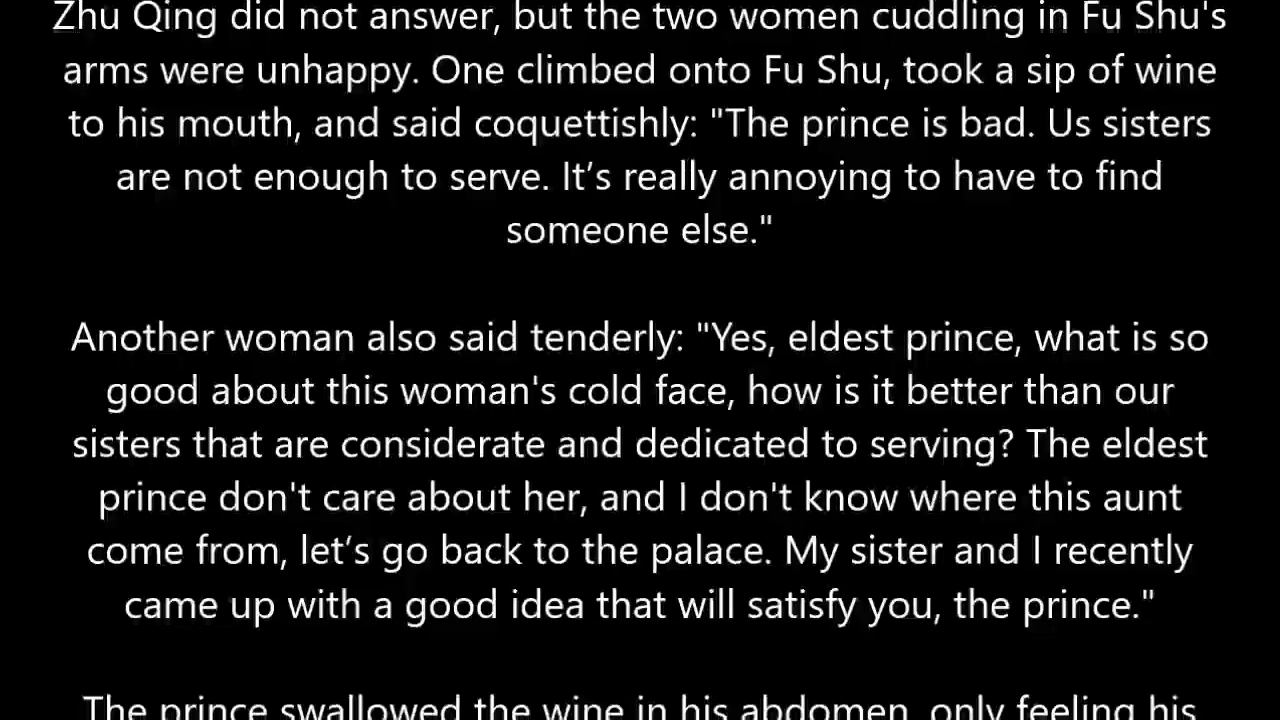 Zhu Qing did not answer, but the two women cuddling in Fu Shu's
arms were unhappy. One climbed onto Fu Shu, took a sip of wine
to his mouth, and said coquettishly: "The prince is bad. Us sisters
are not enough to serve. It’s really annoying to have to find
someone else."
Another woman also said tenderly: "Yes, eldest prince, what is so
good about this woman's cold face, how is it better than our
sisters that are considerate and dedicated to serving? The eldest
prince don't care about her, and I don't know where this aunt
come from, let’s go back to the palace. My sister and I recently
came up with a good idea that will satisfy you, the prince."
The prince swallowed the wine in his abdomen, only feeling his